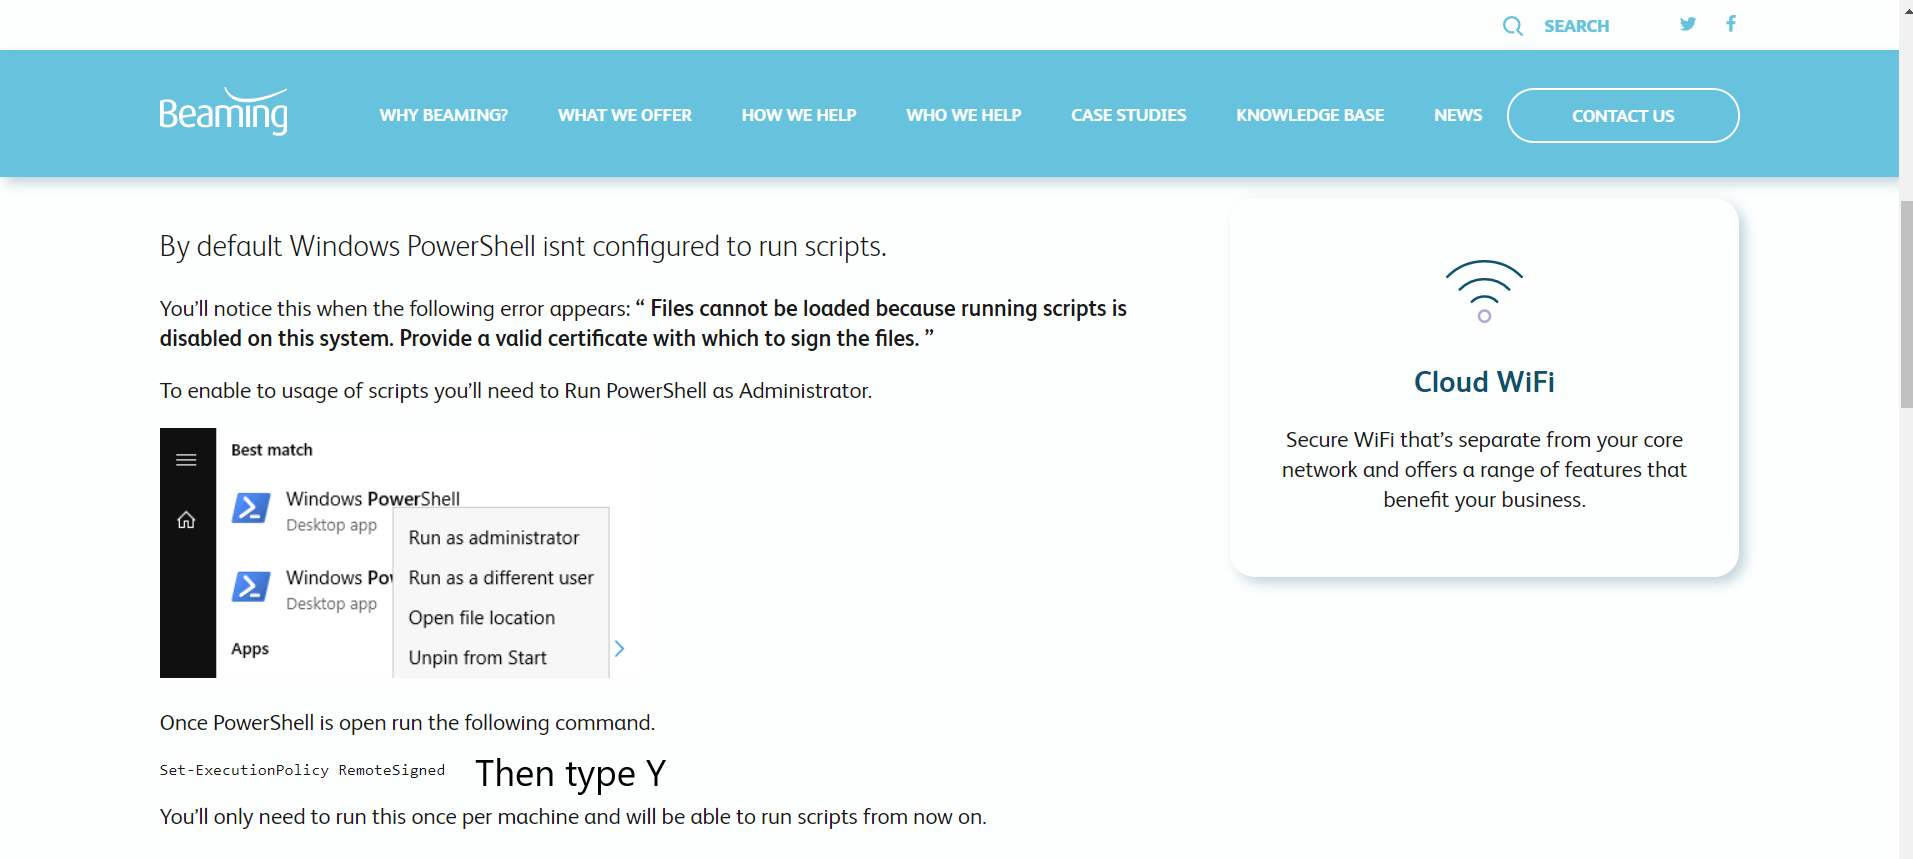 SEARCH
Beaming
WHY BEAMING?
WHAT WE OFFER
HOW WE HELP
WHO WE HELP
CASE STUDIES
KNOWLEDGE BASE
NEWS
CONTACT US
By default Windows PowerShell isnt configured to run scripts.
You’ll notice this when the following error appears: “ Files cannot be loaded because running scripts is
disabled on this system. Provide a valid certificate with which to sign the files. ”
To enable to usage of scripts you’ll need to Run PowerShell as Administrator.
Best match
Windows PowerShell
Desktop app
Run as administrator
Windows Pow
Run as a different user
Desktop app
Open file location
Apps
Unpin from Start
Once PowerShell is open run the following command.
Set-ExecutionPolicy RemoteSigned
Then type Y
You’ll only need to run this once per machine and will be able to run scripts from now on.
Cloud WiFi
Secure WiFi that’s separate from your core
network and offers a range of features that
benefit your business.